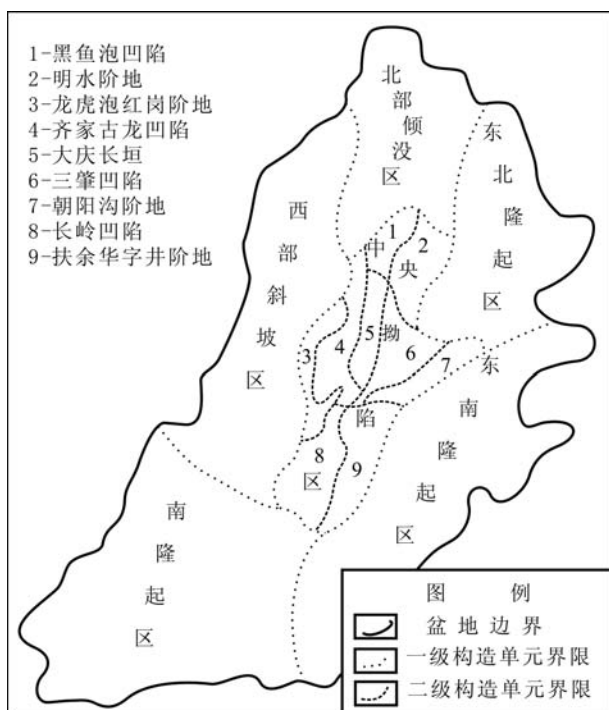 1-黑鱼泡凹陷
2-明水阶地
3-龙虎泡红岗阶地
4-齐家古龙凹陷
5-大庆长垣
6-三肇凹陷
7-朝阳沟阶地
8-长岭凹陷
9-扶余华字井阶地
北部倾没区
东北隆起区
西部斜坡区
中央拗陷区
1
2
3
4
5
6
7
8
9
东南隆起区
南隆起区
图 例
盆地边界
一级构造单元界限
二级构造单元界限